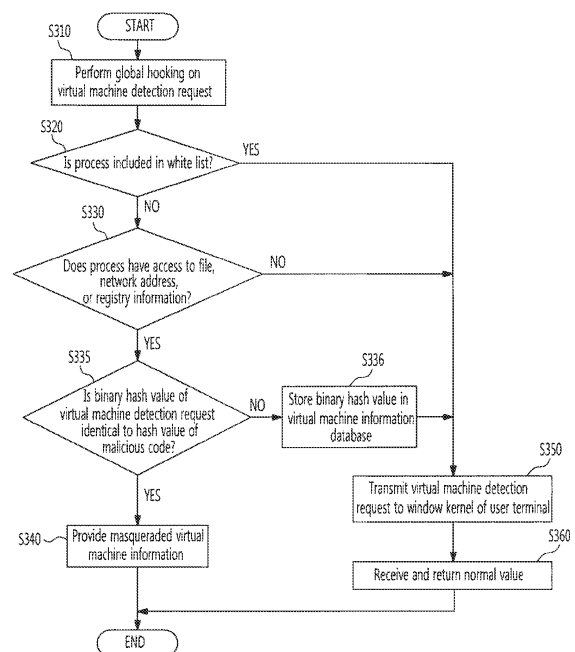 START
S310
Perform global hooking on
virtual machine detection request
S320
Is process included in white list?
YES
NO
S330
Does process have access to file,
network address,
or registry information?
NO
YES
S335
Is binary hash value of
virtual machine detection request
identical to hash value of
malicious code?
NO
S336
Store binary hash value in
virtual machine information
database
YES
S350
Transmit virtual machine detection
request to window kernel of user terminal
S340
Provide masqueraded virtual
machine information
S360
Receive and return normal value
END